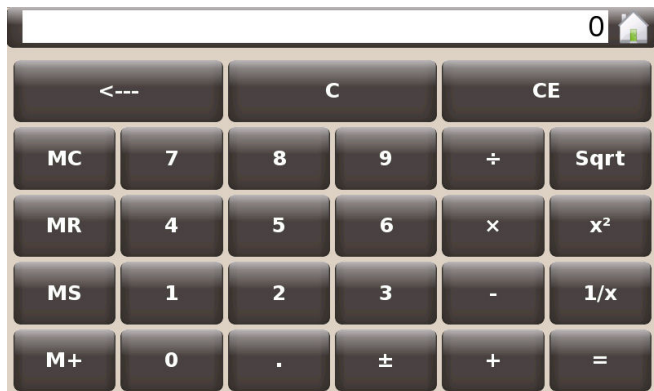 0
<--- C CE
MC 7 8 9 ÷ Sqrt
MR 4 5 6 × x²
MS 1 2 3 - 1/x
M+ 0 . ± + =